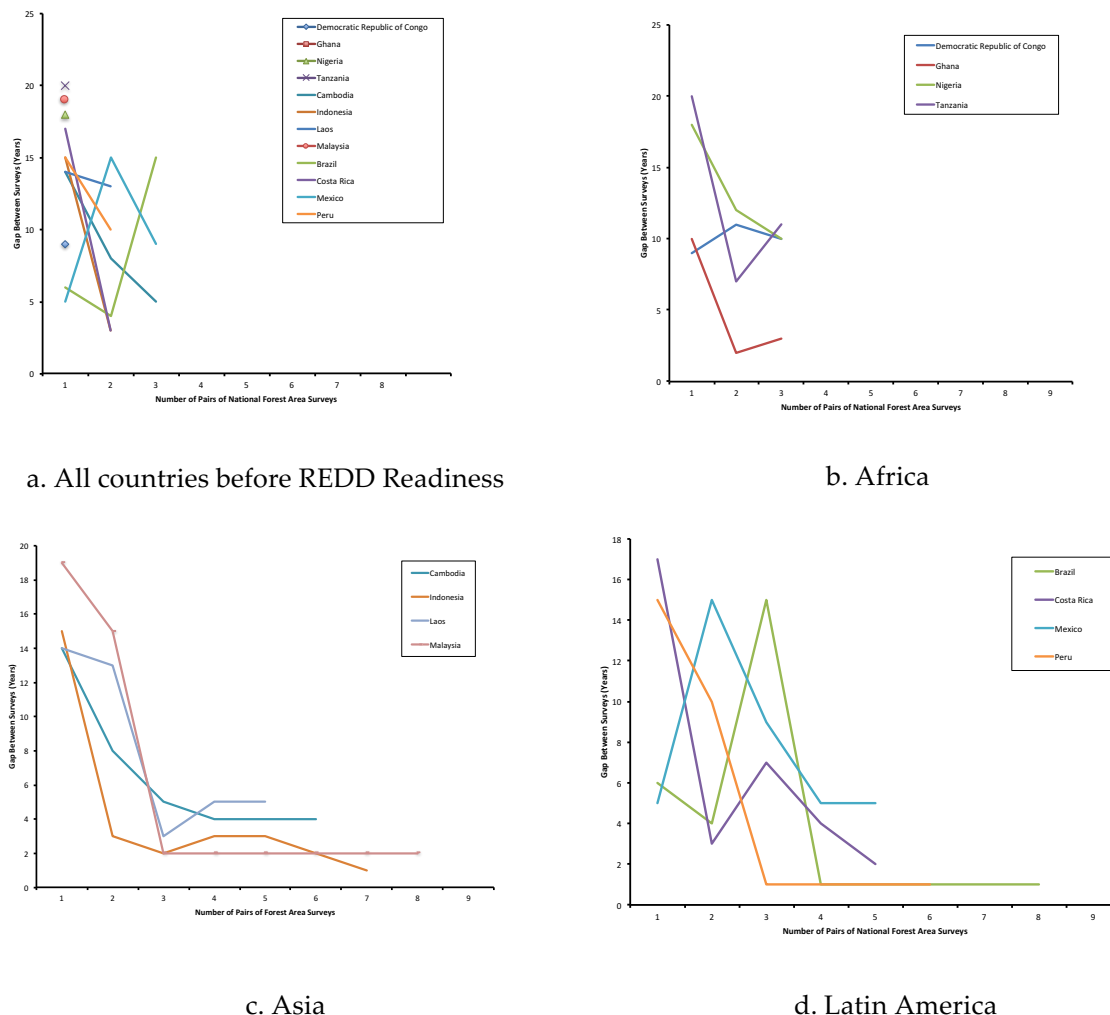 25
20
15
10
5
0
Gap Between Surveys (Years)
Democratic Republic of Congo
Ghana
Nigeria
Tanzania
Cambodia
Indonesia
Laos
Malaysia
Brazil
Costa Rica
Mexico
Peru
1 2 3 4 5 6 7 8
Number of Pairs of National Forest Area Surveys
a. All countries before REDD Readiness
25
20
15
10
5
0
Gap Between Surveys (Years)
Democratic Republic of Congo
Ghana
Nigeria
Tanzania
1 2 3 4 5 6 7 8 9
Number of Pairs of National Forest Area Surveys
b. Africa
20
18
16
14
12
10
8
6
4
2
0
Gap Between Surveys (Years)
Cambodia
Indonesia
Laos
Malaysia
1 2 3 4 5 6 7 8 9
Number of Pairs of Forest Area Surveys
c. Asia
18
16
14
12
10
8
6
4
2
0
Gap Between Surveys (Years)
Brazil
Costa Rica
Mexico
Peru
1 2 3 4 5 6 7 8 9
Number of Pairs of National Forest Area Surveys
d. Latin America